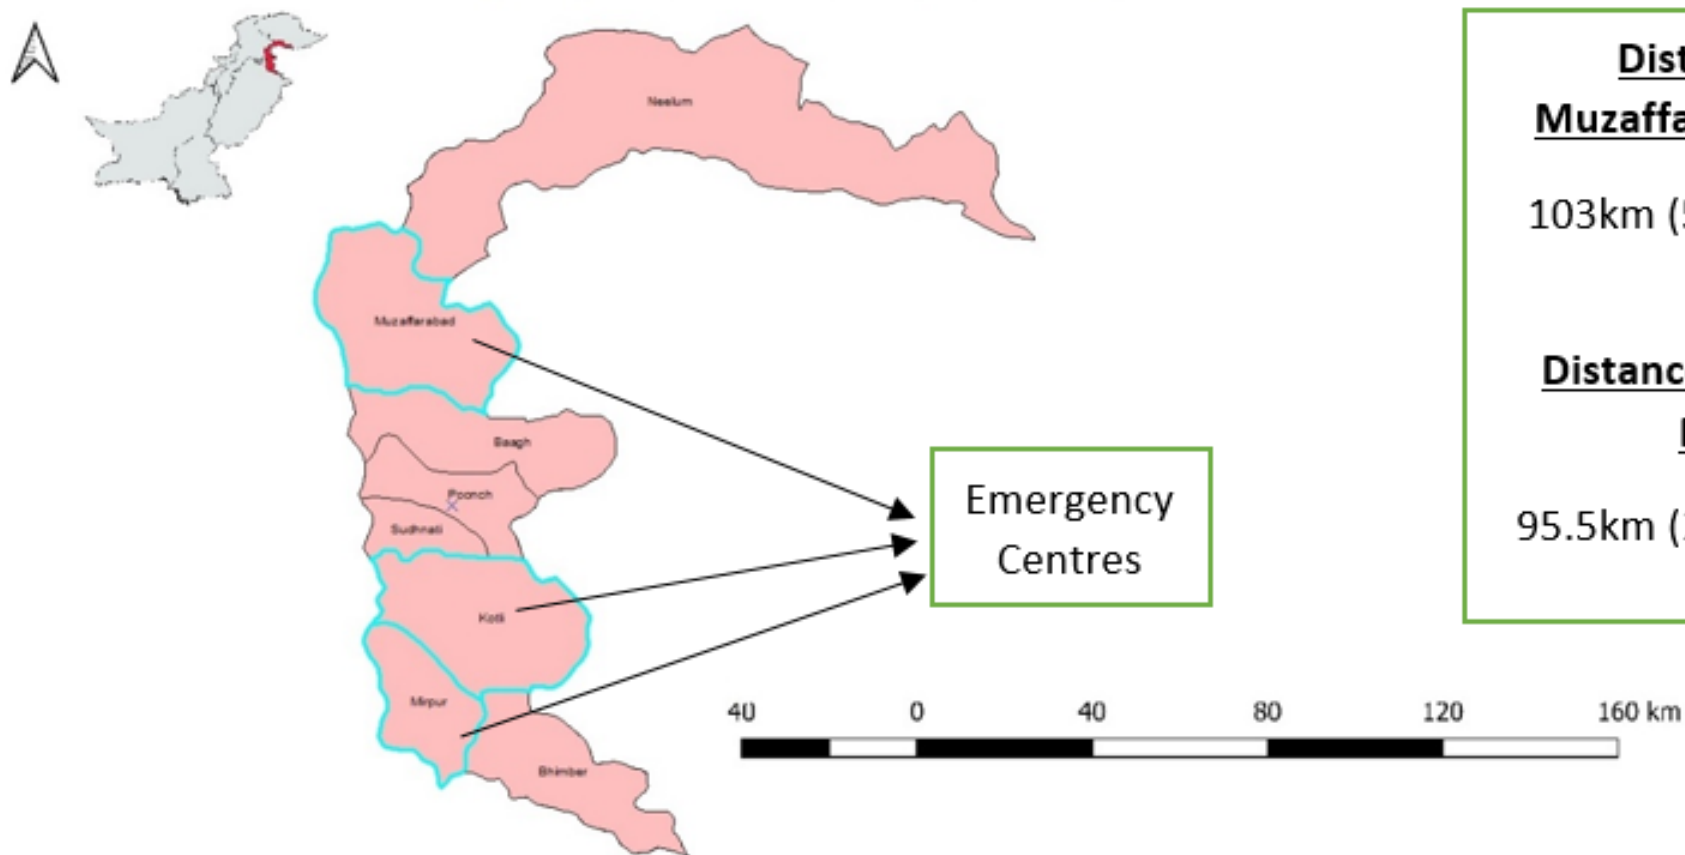 Neelum
Muzaffarabad
Baagh
Poonch
Sudhnati
Kotli
Mirpur
Bhimber
Emergency
Centres
40 0 40 80 120 160 km
Dist
Muzaffa
103km (
Distanc
95.5km (